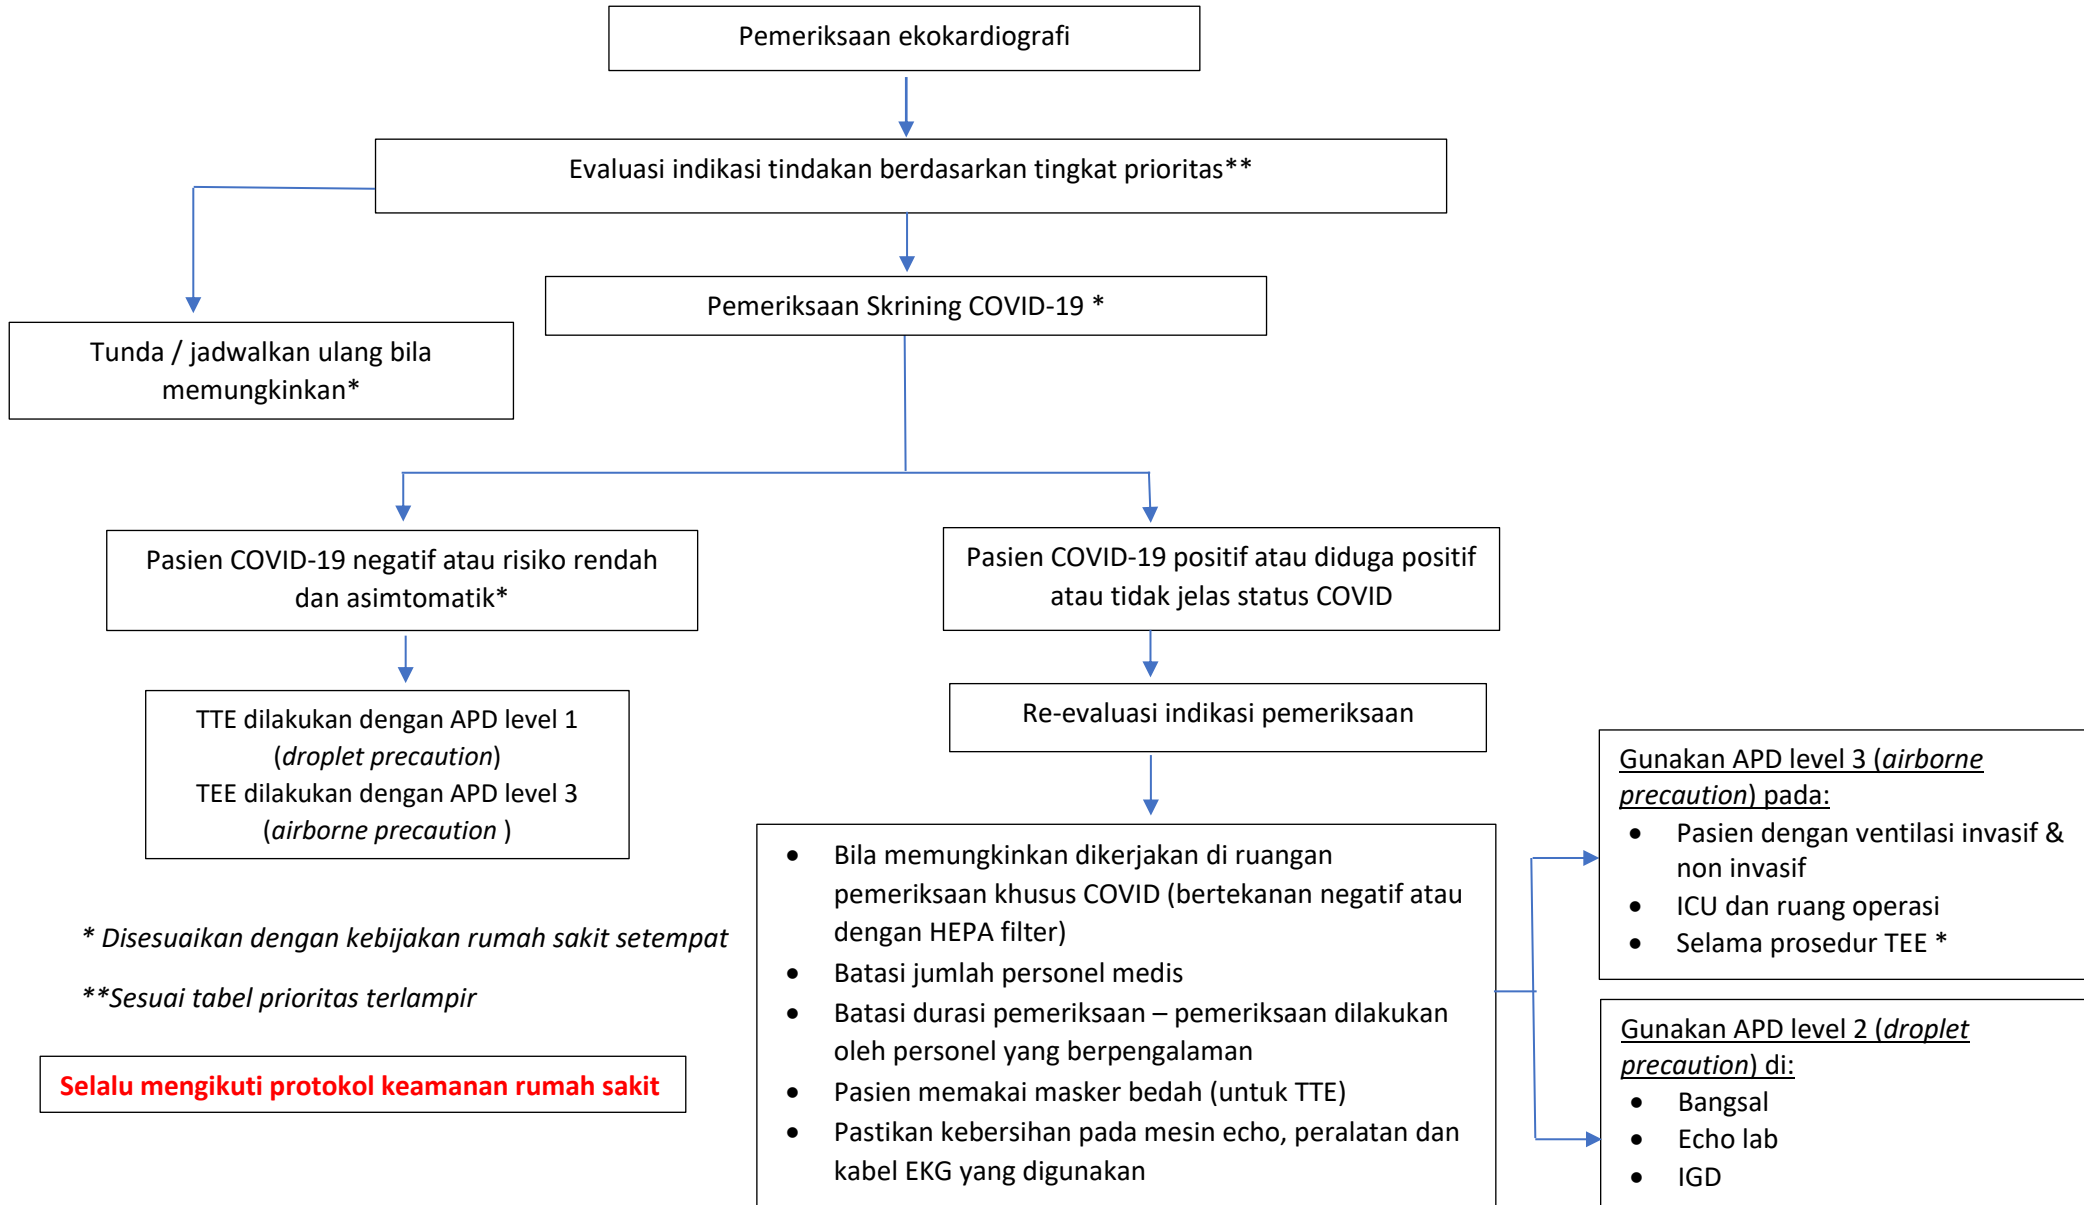 Pemeriksaan ekokardiografi
Evaluasi indikasi tindakan berdasarkan tingkat prioritas**
Pemeriksaan Skrining COVID-19 *
Tunda / jadwalkan ulang bila
memungkinkan*
Pasien COVID-19 negatif atau risiko rendah
dan asimtomatik*
Pasien COVID-19 positif atau diduga positif
atau tidak jelas status COVID
TTE dilakukan dengan APD level 1
(droplet precaution)
TEE dilakukan dengan APD level 3
(airborne precaution )
Re-evaluasi indikasi pemeriksaan
• Bila memungkinkan dikerjakan di ruangan
pemeriksaan khusus COVID (bertekanan negatif atau
dengan HEPA filter)
• Batasi jumlah personel medis
• Batasi durasi pemeriksaan – pemeriksaan dilakukan
oleh personel yang berpengalaman
• Pasien memakai masker bedah (untuk TTE)
• Pastikan kebersihan pada mesin echo, peralatan dan
kabel EKG yang digunakan
Gunakan APD level 3 (airborne
precaution) pada:
• Pasien dengan ventilasi invasif &
non invasif
• ICU dan ruang operasi
• Selama prosedur TEE *
Gunakan APD level 2 (droplet
precaution) di:
• Bangsal
• Echo lab
• IGD
* Disesuaikan dengan kebijakan rumah sakit setempat
**Sesuai tabel prioritas terlampir
Selalu mengikuti protokol keamanan rumah sakit